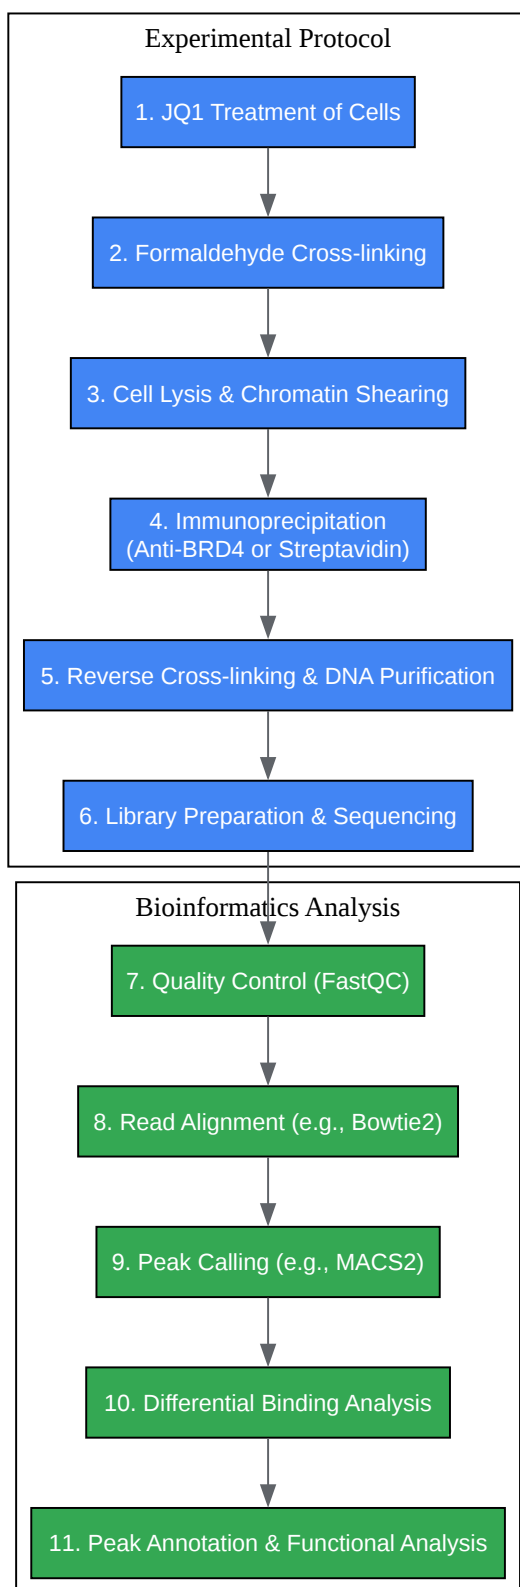 Experimental Protocol
1. JQ1 Treatment of Cells
2. Formaldehyde Cross-linking
3. Cell Lysis & Chromatin Shearing
4. Immunoprecipitation
(Anti-BRD4 or Streptavidin)
5. Reverse Cross-linking & DNA Purification
6. Library Preparation & Sequencing
Bioinformatics Analysis
7. Quality Control (FastQC)
8. Read Alignment (e.g., Bowtie2)
9. Peak Calling (e.g., MACS2)
10. Differential Binding Analysis
11. Peak Annotation & Functional Analysis